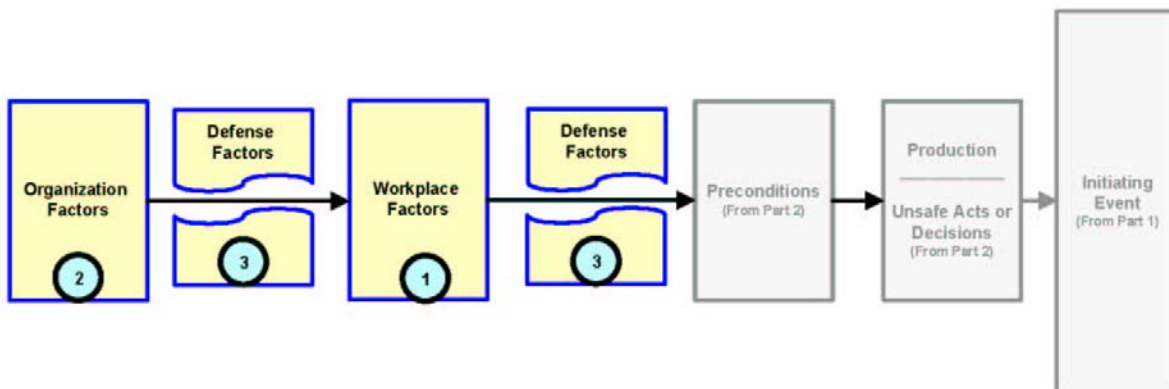 Organization
Factors
2
Defense
Factors
3
Workplace
Factors
1
Defense
Factors
3
Preconditions
(From Part 2)
Production
Unsafe Acts or
Decisions
(From Part 2)
Initiating
Event
(From Part 1)